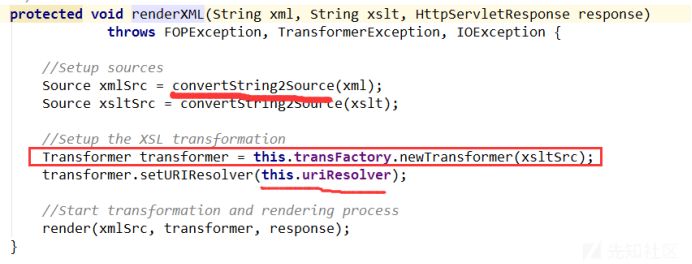 protected void renderXML(String xml, String xslt, HttpServletResponse response)
throws FOPException, TransformerException, IOException {
//Setup sources
Source xmlSrc = convertString2Source(xml);
Source xsltSrc = convertString2Source(xslt);
//Setup the XSL transformation
Transformer transformer = this.transFactory.newTransformer(xsltSrc);
transformer.setURIResolver(this.uriResolver);
//Start transformation and rendering process
render(xmlSrc, transformer, response);
}
先知社区